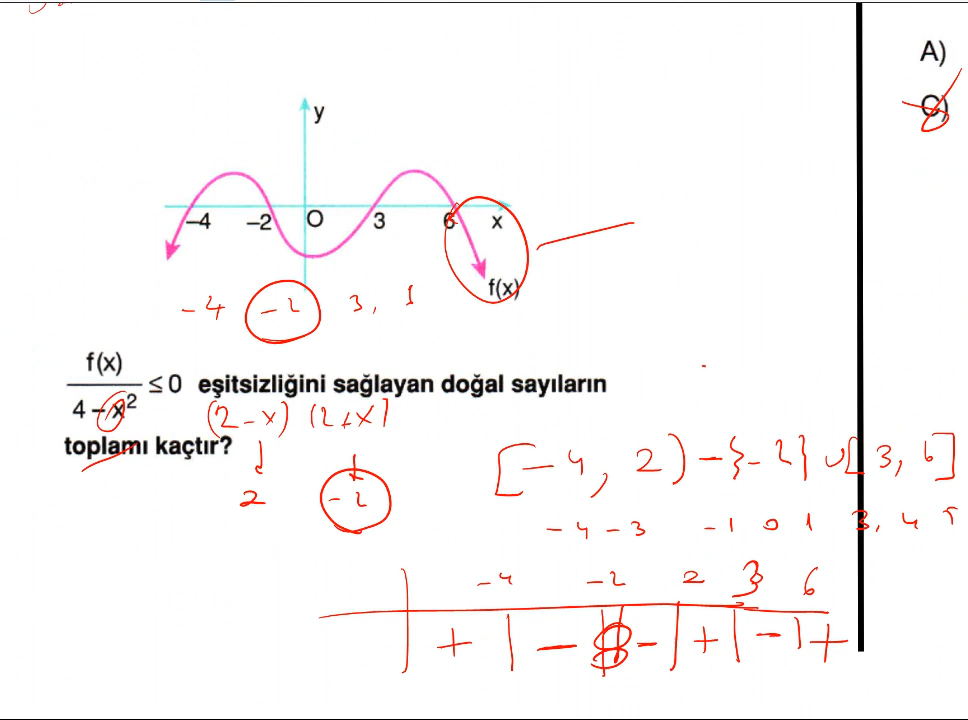 A)
C)
y
-4 -2 O 3 6 x
f(x)
-4 -2 3, 1
f(x)
4 - x² ≤ 0 eşitsizliğini sağlayan doğal sayıların
(2-x) (2+x)
toplamı kaçtır?
2 -2
[-4, 2) - {-2} ∪ [3, 6]
-4 -3 -1 0 1 3, 4 5
-4 -2 2 3 6
+ - - + - +